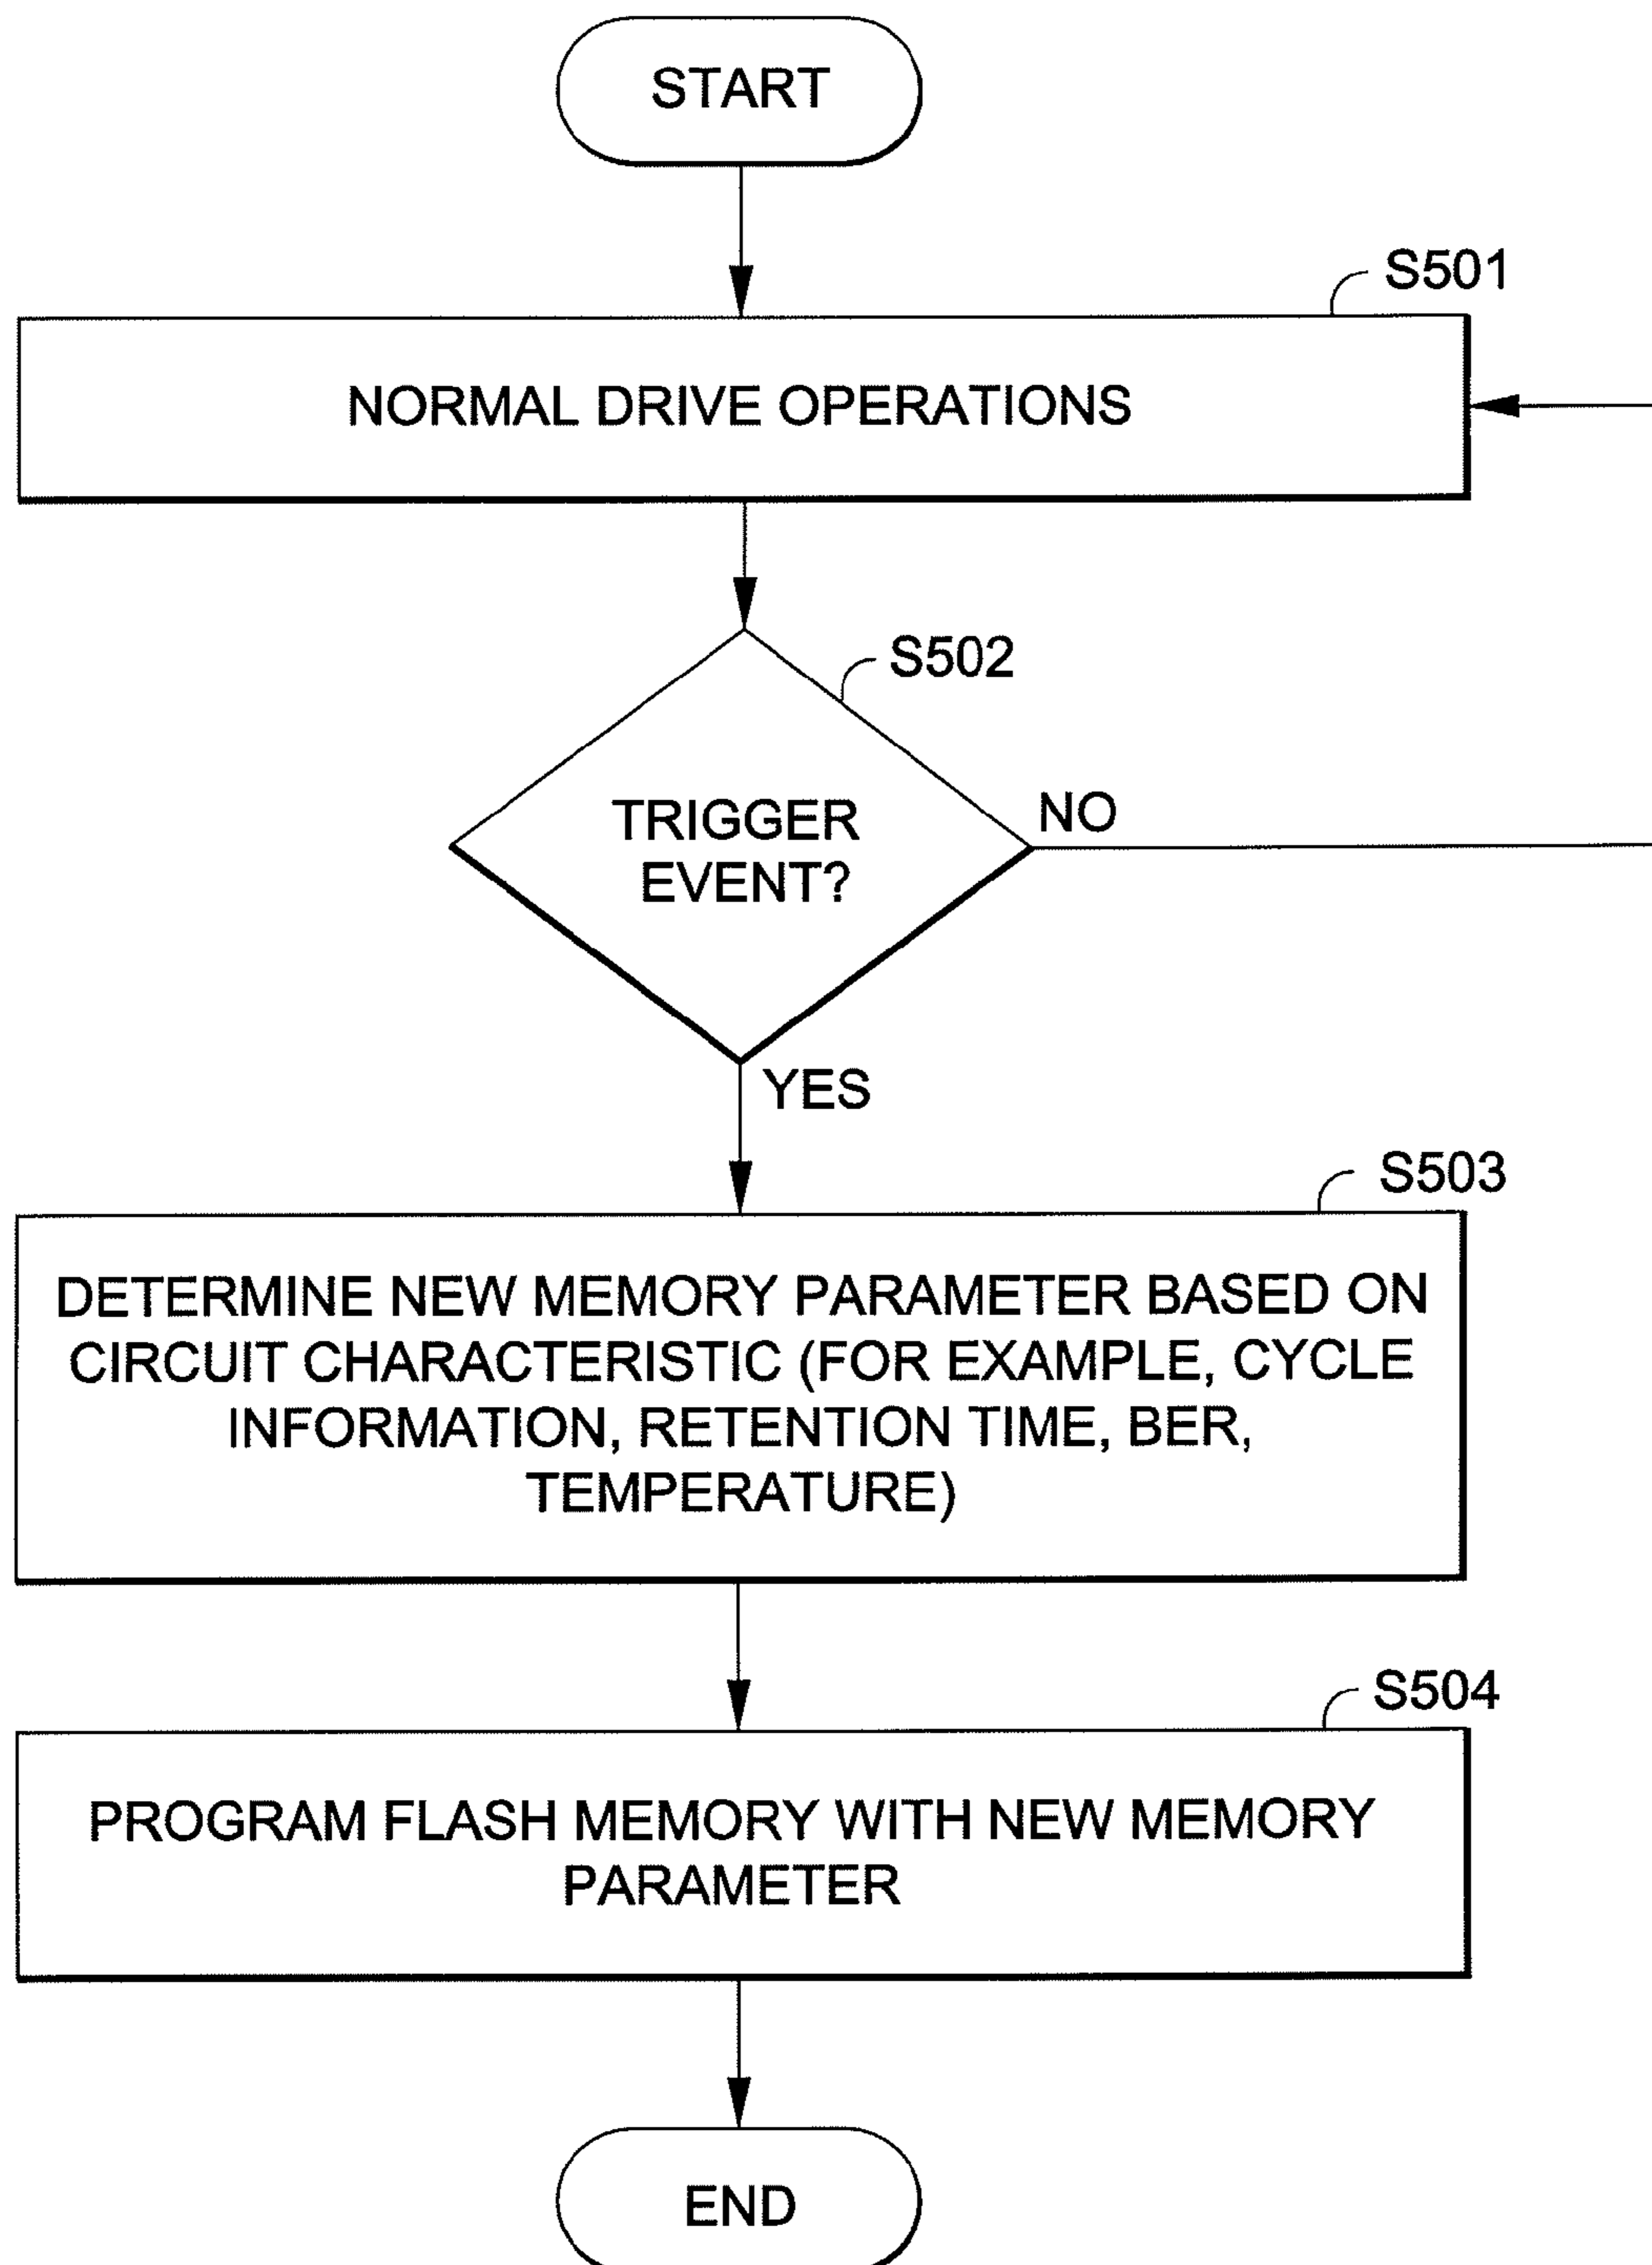 START
S501
NORMAL DRIVE OPERATIONS
S502
TRIGGER
EVENT?
NO
YES
S503
DETERMINE NEW MEMORY PARAMETER BASED ON
CIRCUIT CHARACTERISTIC (FOR EXAMPLE, CYCLE
INFORMATION, RETENTION TIME, BER,
TEMPERATURE)
S504
PROGRAM FLASH MEMORY WITH NEW MEMORY
PARAMETER
END